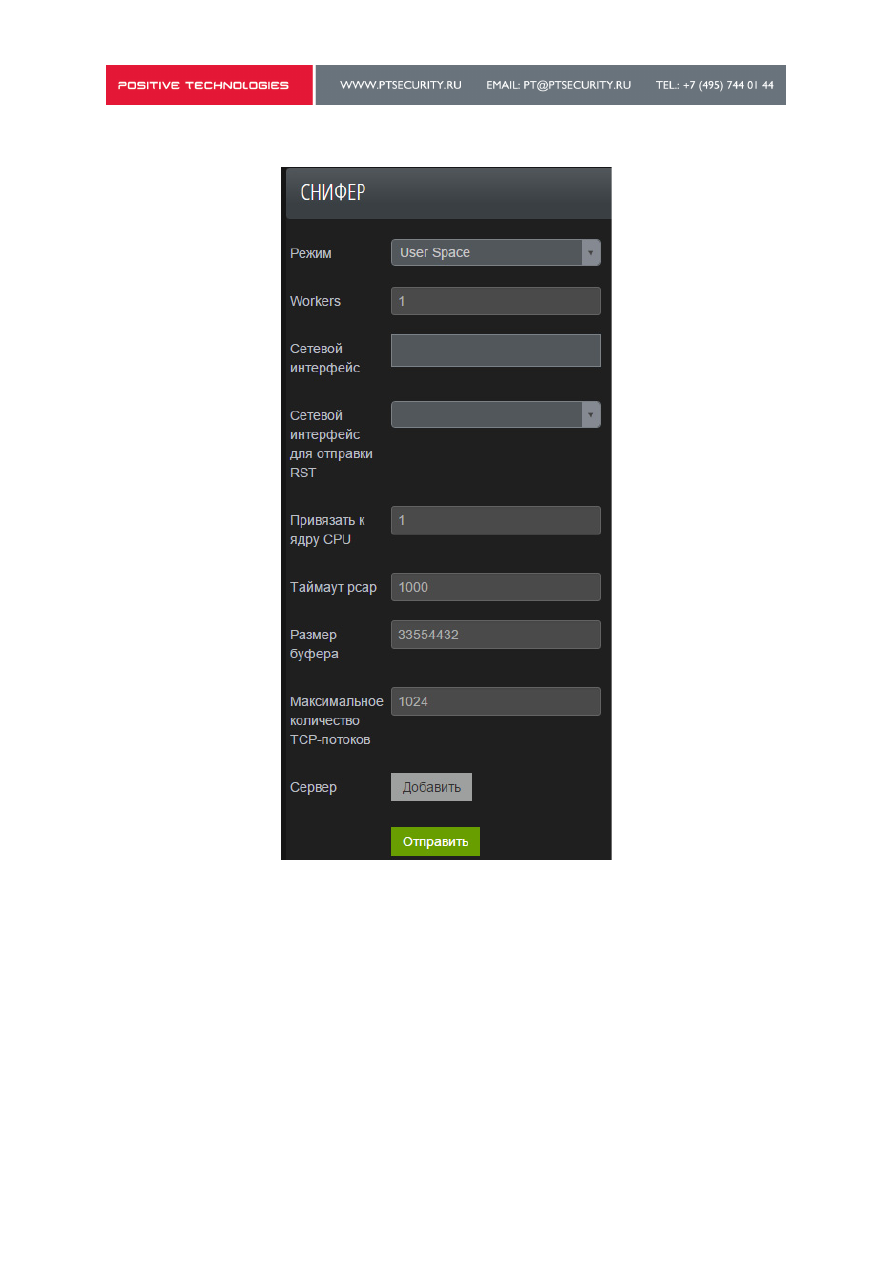 POSITIVE TECHNOLOGIES WWW.PTSECURITY.RU EMAIL: PT@PTSECURITY.RU TEL.: +7 (495) 744 01 44
СНИФЕР
Режим User Space
Workers 1
Сетевой
интерфейс
Сетевой
интерфейс
для отправки
RST
Привязать к 1
ядру CPU
Таймаут pcap 1000
Размер 33554432
буфера
Максимальное 1024
количество
TCP-потоков
Сервер Добавить
Отправить